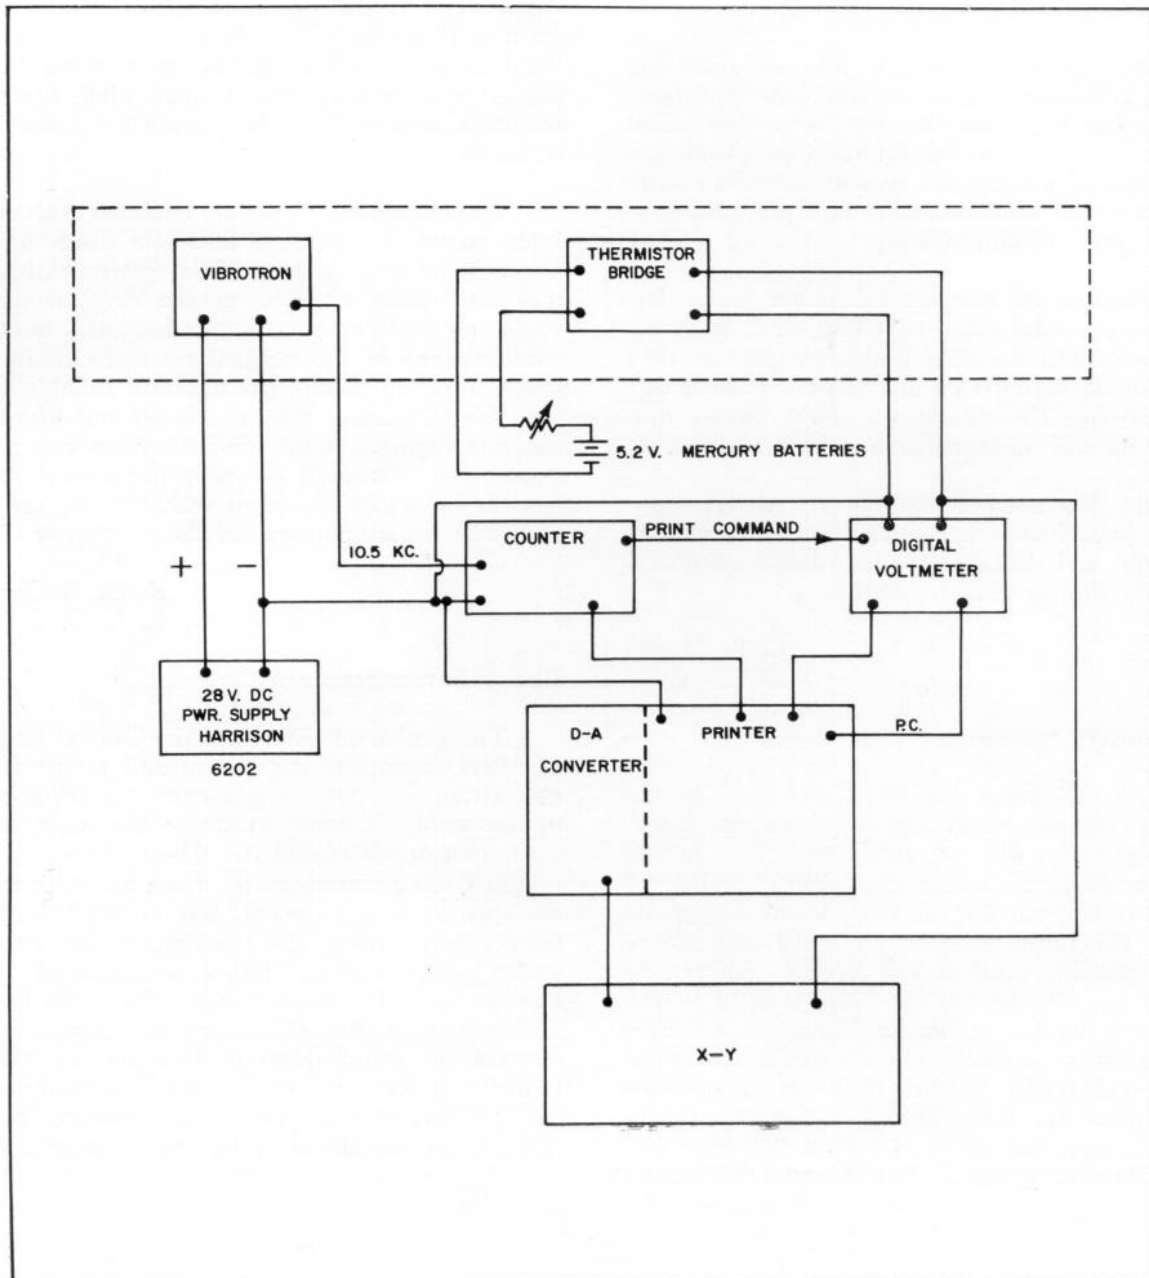 VIBROTRON
THERMISTOR
BRIDGE
5.2 V. MERCURY BATTERIES
10.5 KC.
COUNTER
PRINT COMMAND
DIGITAL
VOLTMETER
+ −
28 V. DC
PWR. SUPPLY
HARRISON
6202
D-A
CONVERTER
PRINTER
P.C.
X-Y